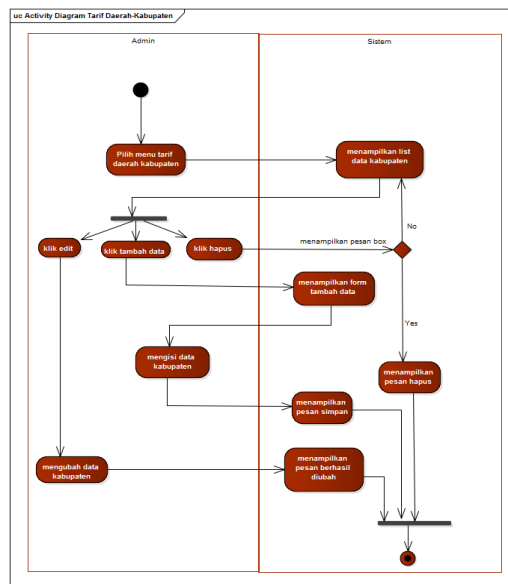 uc Activity Diagram Tarif Daerah-Kabupaten
Admin
Sistem
Pilih menu tarif
daerah kabupaten
menampilkan list
data kabupaten
No
klik edit
klik tambah data
klik hapus
menampilkan pesan box
menampilkan form
tambah data
Yes
mengisi data
kabupaten
menampilkan
pesan hapus
menampilkan
pesan simpan
mengubah data
kabupaten
menampilkan
pesan berhasil
diubah